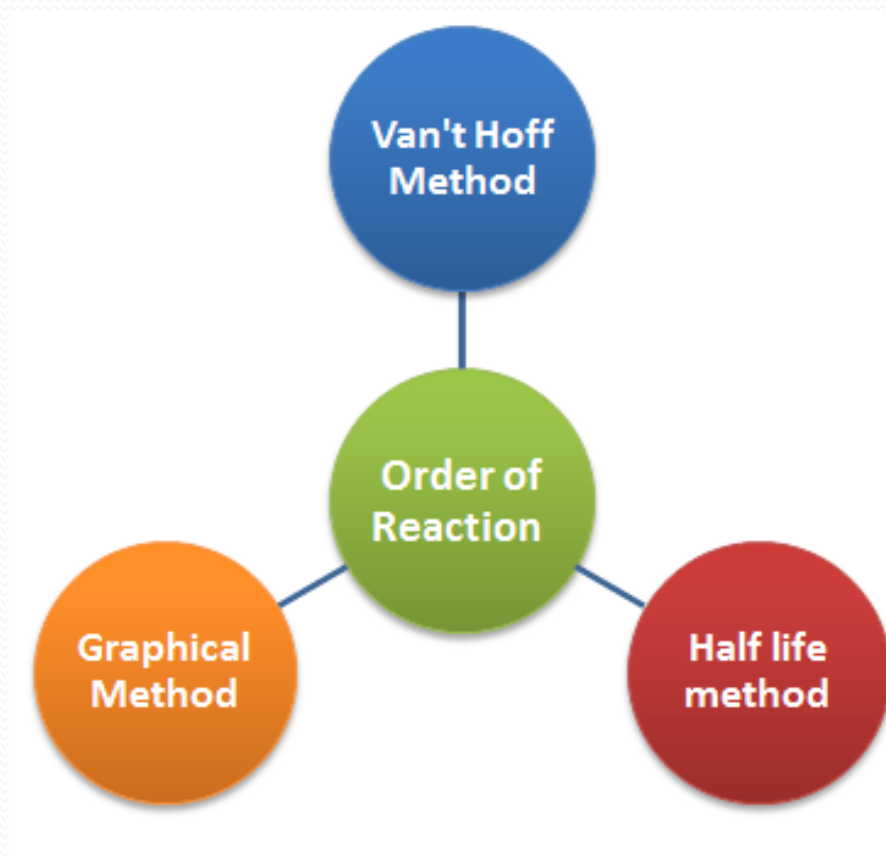 Van't Hoff
Method
Order of
Reaction
Graphical
Method
Half life
method